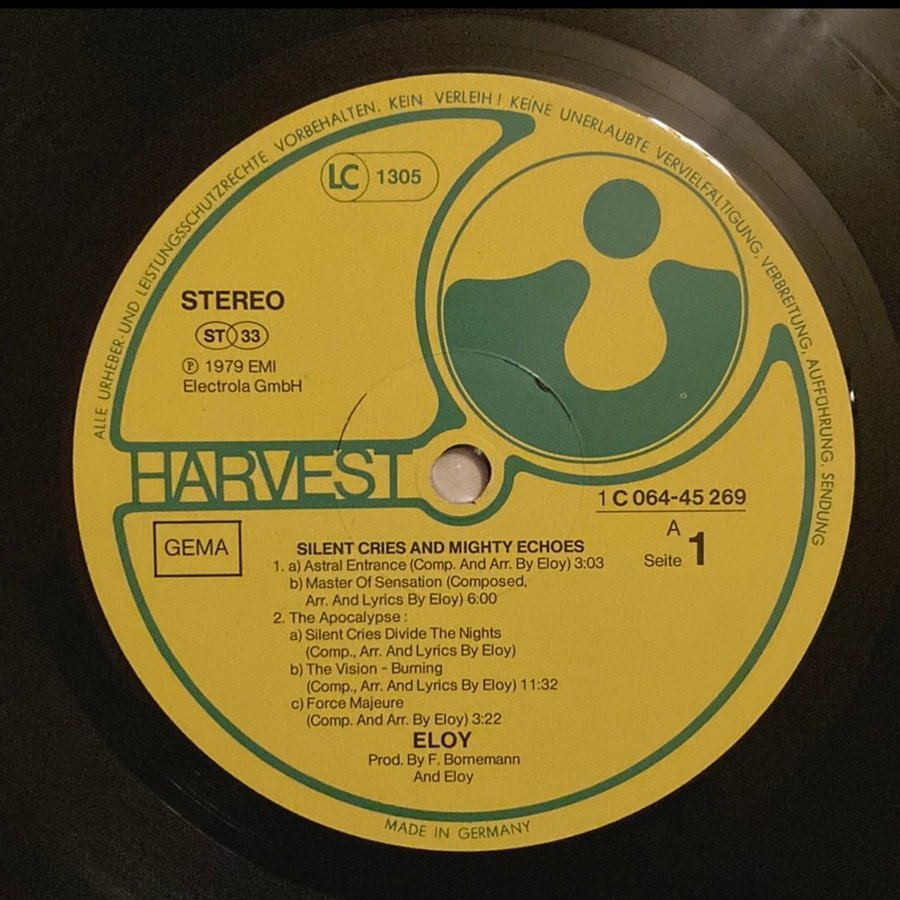 ALLE URHEBER- UND LEISTUNGSSCHUTZRECHTE VORBEHALTEN. KEIN VERLEIH! KEINE UNERLAUBTE VERVIELFÄLTIGUNG, VERBREITUNG, AUFFÜHRUNG, SENDUNG
LC 1305
STEREO
ST 33
℗ 1979 EMI
Electrola GmbH
HARVEST
1 C 064-45 269
A
Seite 1
GEMA
SILENT CRIES AND MIGHTY ECHOES
1. a) Astral Entrance (Comp. And Arr. By Eloy) 3:03
b) Master Of Sensation (Composed,
Arr. And Lyrics By Eloy) 6:00
2. The Apocalypse:
a) Silent Cries Divide The Nights
(Comp., Arr. And Lyrics By Eloy)
b) The Vision - Burning
(Comp., Arr. And Lyrics By Eloy) 11:32
c) Force Majeure
(Comp. And Arr. By Eloy) 3:22
ELOY
Prod. By F. Bornemann
And Eloy
MADE IN GERMANY